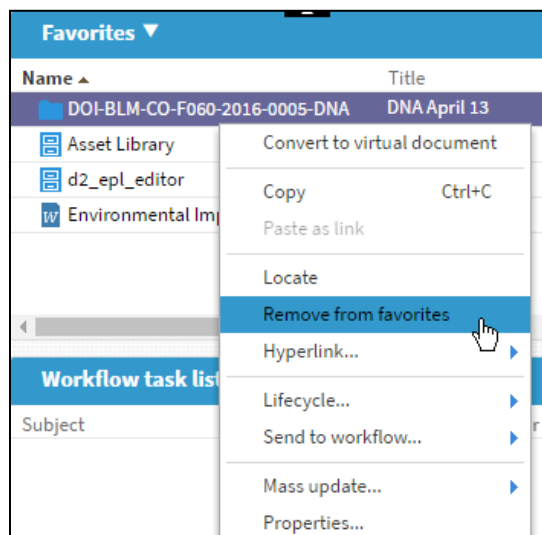 Favorites ▼
Name ▲ Title
DOI-BLM-CO-F060-2016-0005-DNA DNA April 13
Asset Library
d2_epl_editor
W Environmental Im
Convert to virtual document
Copy Ctrl+C
Paste as link
Locate
Remove from favorites
Hyperlink...
Lifecycle...
Send to workflow...
Mass update...
Properties...
Workflow task list
Subject r